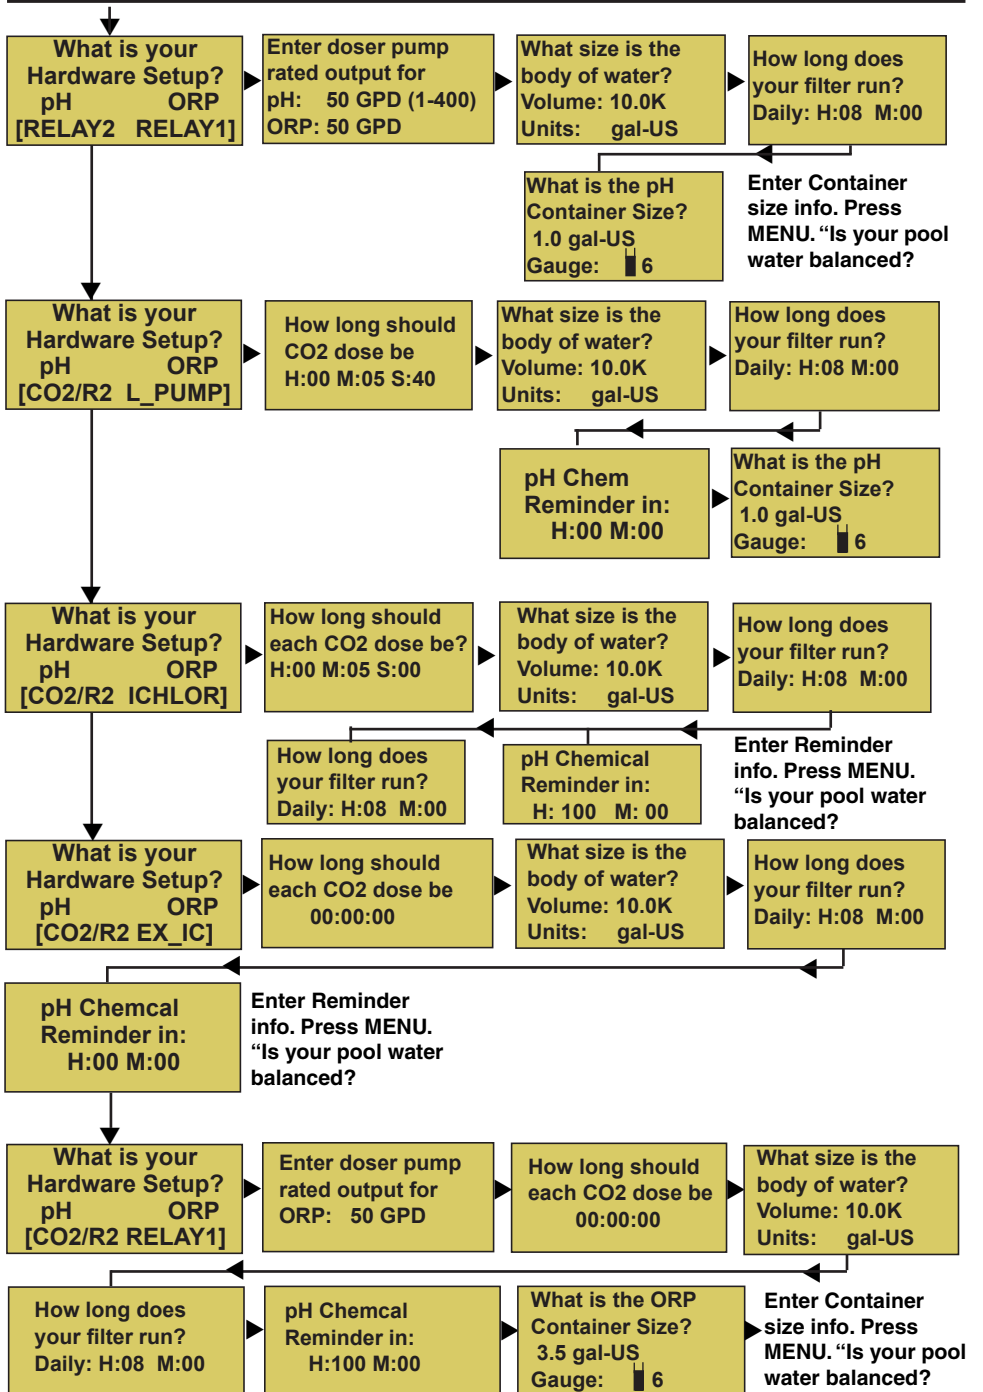 What is your
Hardware Setup?
pH ORP
[RELAY2 RELAY1]
Enter doser pump
rated output for
pH: 50 GPD (1-400)
ORP: 50 GPD
What size is the
body of water?
Volume: 10.0K
Units: gal-US
How long does
your filter run?
Daily: H:08 M:00
What is the pH
Container Size?
1.0 gal-US
Gauge: 6
Enter Container
size info. Press
MENU. “Is your pool
water balanced?
What is your
Hardware Setup?
pH ORP
[CO2/R2 L_PUMP]
How long should
CO2 dose be
H:00 M:05 S:40
What size is the
body of water?
Volume: 10.0K
Units: gal-US
How long does
your filter run?
Daily: H:08 M:00
pH Chem
Reminder in:
H:00 M:00
What is the pH
Container Size?
1.0 gal-US
Gauge: 6
What is your
Hardware Setup?
pH ORP
[CO2/R2 ICHLOR]
How long should
each CO2 dose be?
H:00 M:05 S:00
What size is the
body of water?
Volume: 10.0K
Units: gal-US
How long does
your filter run?
Daily: H:08 M:00
How long does
your filter run?
Daily: H:08 M:00
pH Chemical
Reminder in:
H: 100 M: 00
Enter Reminder
info. Press MENU.
“Is your pool water
balanced?
What is your
Hardware Setup?
pH ORP
[CO2/R2 EX_IC]
How long should
each CO2 dose be
00:00:00
What size is the
body of water?
Volume: 10.0K
Units: gal-US
How long does
your filter run?
Daily: H:08 M:00
pH Chemcal
Reminder in:
H:00 M:00
Enter Reminder
info. Press MENU.
“Is your pool water
balanced?
What is your
Hardware Setup?
pH ORP
[CO2/R2 RELAY1]
Enter doser pump
rated output for
ORP: 50 GPD
How long should
each CO2 dose be
00:00:00
What size is the
body of water?
Volume: 10.0K
Units: gal-US
How long does
your filter run?
Daily: H:08 M:00
pH Chemcal
Reminder in:
H:100 M:00
What is the ORP
Container Size?
3.5 gal-US
Gauge: 6
Enter Container
size info. Press
MENU. “Is your pool
water balanced?